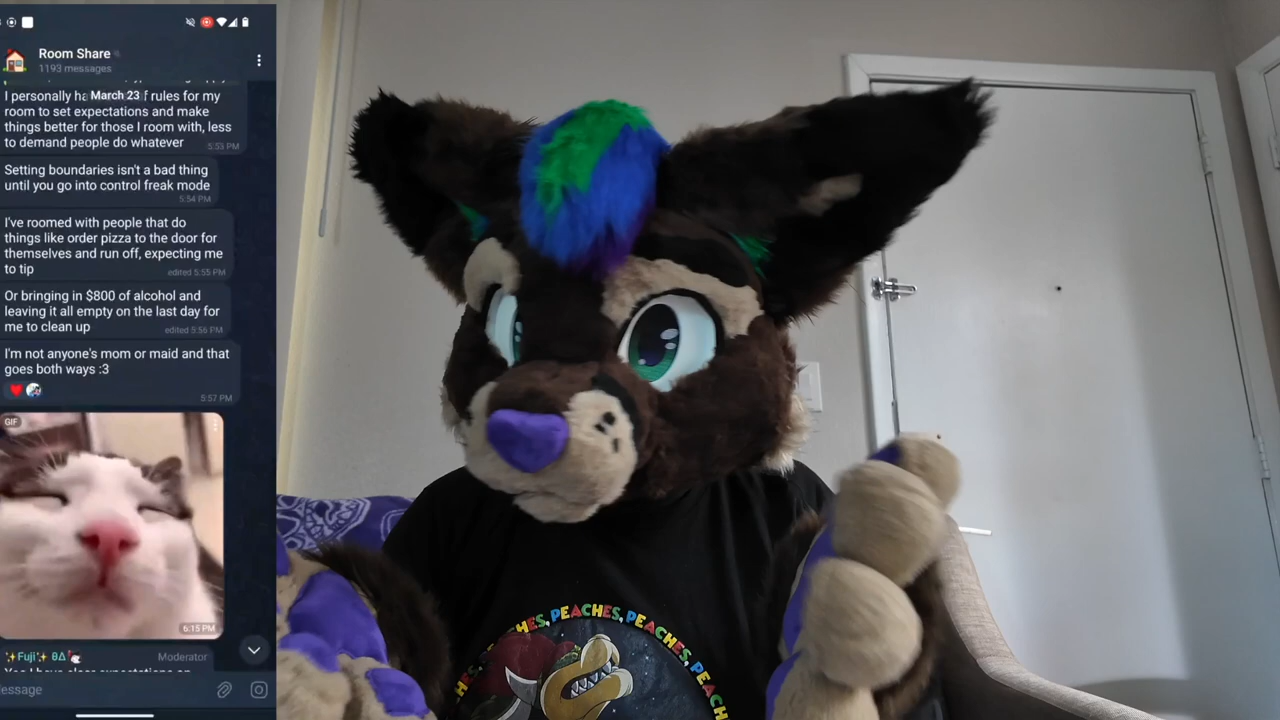 Room Share
1193 messages
March 23
I personally ha f rules for my
room to set expectations and make
things better for those I room with, less
to demand people do whatever
5:53 PM
Setting boundaries isn't a bad thing
until you go into control freak mode
5:54 PM
I've roomed with people that do
things like order pizza to the door for
themselves and run off, expecting me
to tip
edited 5:55 PM
Or bringing in $800 of alcohol and
leaving it all empty on the last day for
me to clean up
edited 5:56 PM
I'm not anyone's mom or maid and that
goes both ways :3
5:57 PM
GIF
6:15 PM
✨Fuji✨ θΔ
Moderator
essage
HES, PEACHES, PEACHES, PEACH